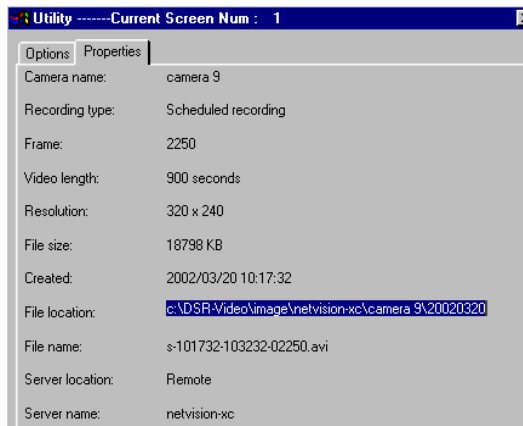 Utility -------Current Screen Num : 1
Options Properties
Camera name: camera 9
Recording type: Scheduled recording
Frame: 2250
Video length: 900 seconds
Resolution: 320 x 240
File size: 18798 KB
Created: 2002/03/20 10:17:32
File location: c:\DSR-Video\image\netvision-xc\camera 9\20020320
File name: s-101732-103232-02250.avi
Server location: Remote
Server name: netvision-xc